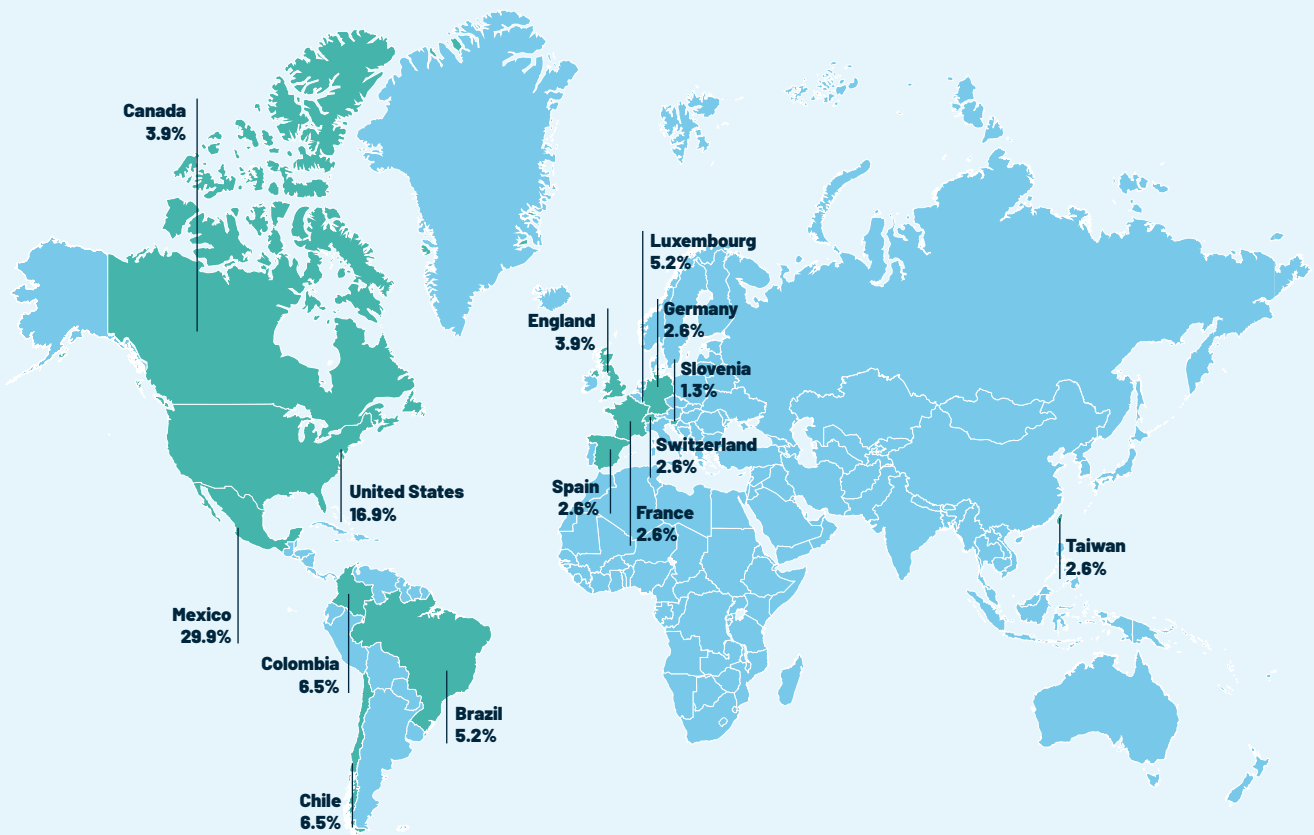 Canada
3.9%
Luxembourg
5.2%
England
3.9%
Germany
2.6%
Slovenia
1.3%
Switzerland
2.6%
Spain
2.6%
United States
16.9%
France
2.6%
Taiwan
2.6%
Mexico
29.9%
Colombia
6.5%
Brazil
5.2%
Chile
6.5%